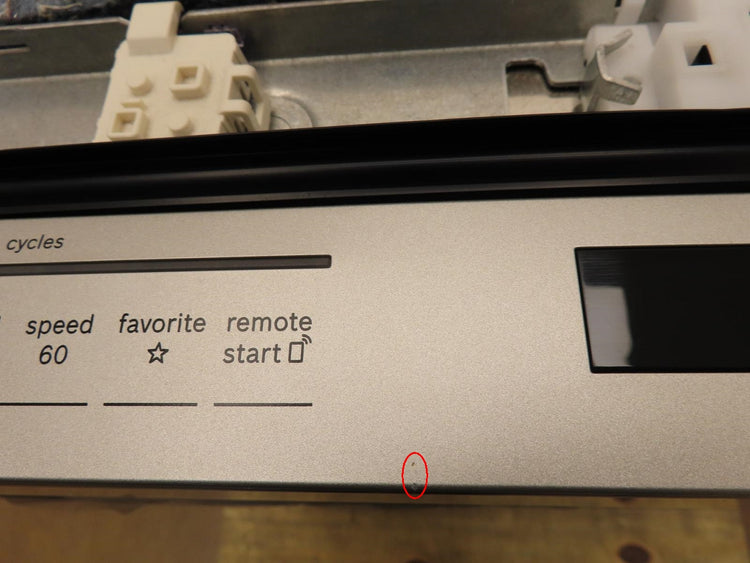 cycles
speed favorite remote
60 ☆ start